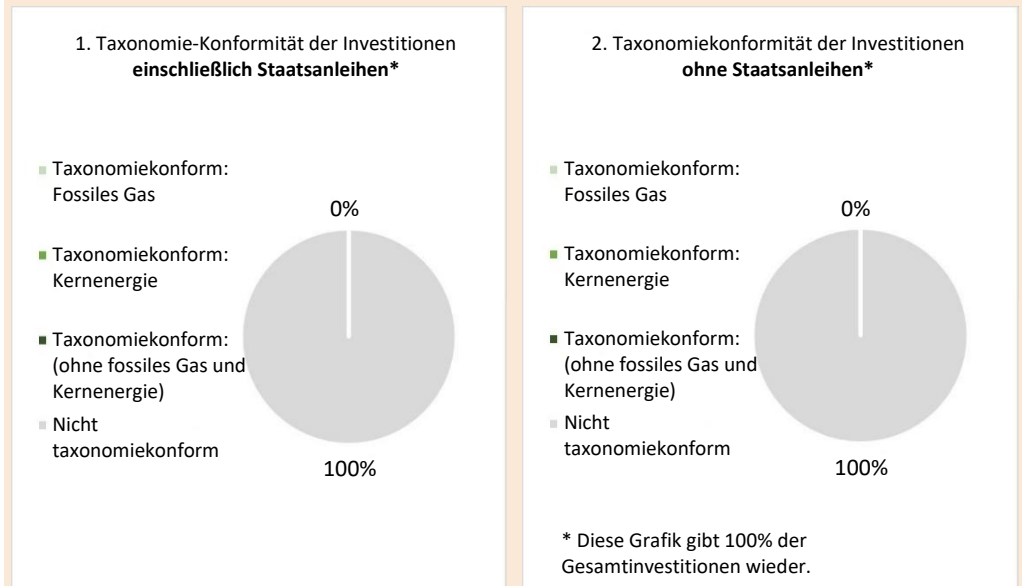 1. Taxonomie-Konformität der Investitionen
einschließlich Staatsanleihen*
Taxonomiekonform:
Fossiles Gas
Taxonomiekonform:
Kernenergie
Taxonomiekonform:
(ohne fossiles Gas und
Kernenergie)
Nicht
taxonomiekonform
0%
100%
2. Taxonomiekonformität der Investitionen
ohne Staatsanleihen*
Taxonomiekonform:
Fossiles Gas
Taxonomiekonform:
Kernenergie
Taxonomiekonform:
(ohne fossiles Gas und
Kernenergie)
Nicht
taxonomiekonform
0%
100%
* Diese Grafik gibt 100% der
Gesamtinvestitionen wieder.